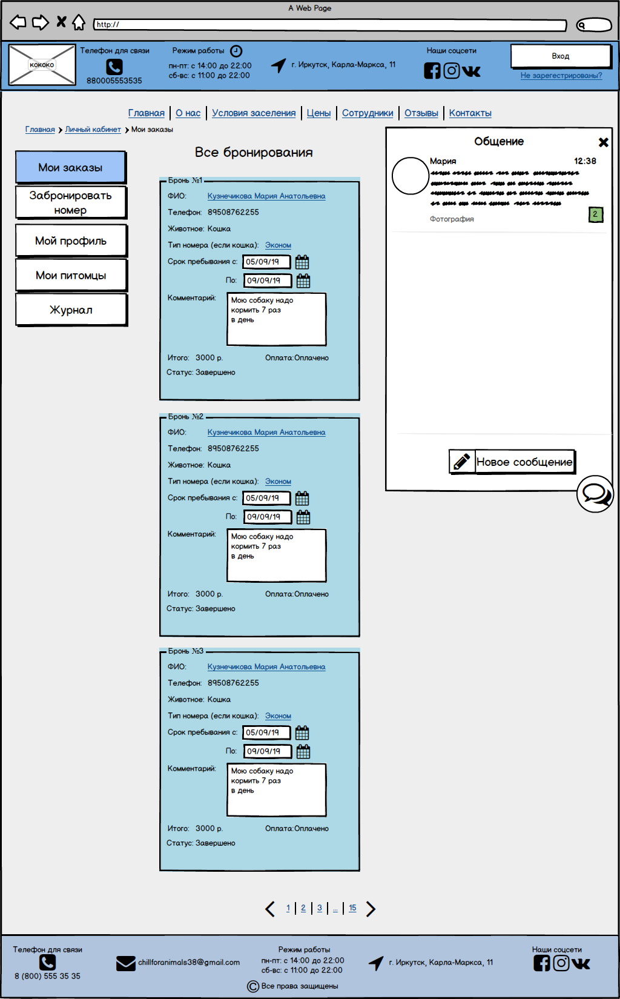 A Web Page
http://
кококо
Телефон для связи
880005553535
Режим работы
пн-пт: с 14:00 до 22:00
сб-вс: с 11:00 до 22:00
г. Иркутск, Карла-Маркса, 11
Наши соцсети
Вход
Не зарегестрированы?
Главная | О нас | Условия заселения | Цены | Сотрудники | Отзывы | Контакты
Главная > Личный кабинет > Мои заказы
Мои заказы
Забронировать
номер
Мой профиль
Мои питомцы
Журнал
Все бронирования
Бронь №1
ФИО: Кузнечикова Мария Анатольевна
Телефон: 89508762255
Животное: Кошка
Тип номера (если кошка): Эконом
Срок пребывания с: 05/09/19
По: 09/09/19
Комментарий: Мою собаку надо
кормить 7 раз
в день
Итого: 3000 р. Оплата:Оплачено
Статус: Завершено
Бронь №2
ФИО: Кузнечикова Мария Анатольевна
Телефон: 89508762255
Животное: Кошка
Тип номера (если кошка): Эконом
Срок пребывания с: 05/09/19
По: 09/09/19
Комментарий: Мою собаку надо
кормить 7 раз
в день
Итого: 3000 р. Оплата:Оплачено
Статус: Завершено
Бронь №3
ФИО: Кузнечикова Мария Анатольевна
Телефон: 89508762255
Животное: Кошка
Тип номера (если кошка): Эконом
Срок пребывания с: 05/09/19
По: 09/09/19
Комментарий: Мою собаку надо
кормить 7 раз
в день
Итого: 3000 р. Оплата:Оплачено
Статус: Завершено
Общение
Мария 12:38
Фотография
2
Новое сообщение
1 | 2 | 3 | ... | 15
Телефон для связи
8 (800) 555 35 35
chillforanimals38@gmail.com
Режим работы
пн-пт: с 14:00 до 22:00
сб-вс: с 11:00 до 22:00
г. Иркутск, Карла-Маркса, 11
Наши соцсети
© Все права защищены